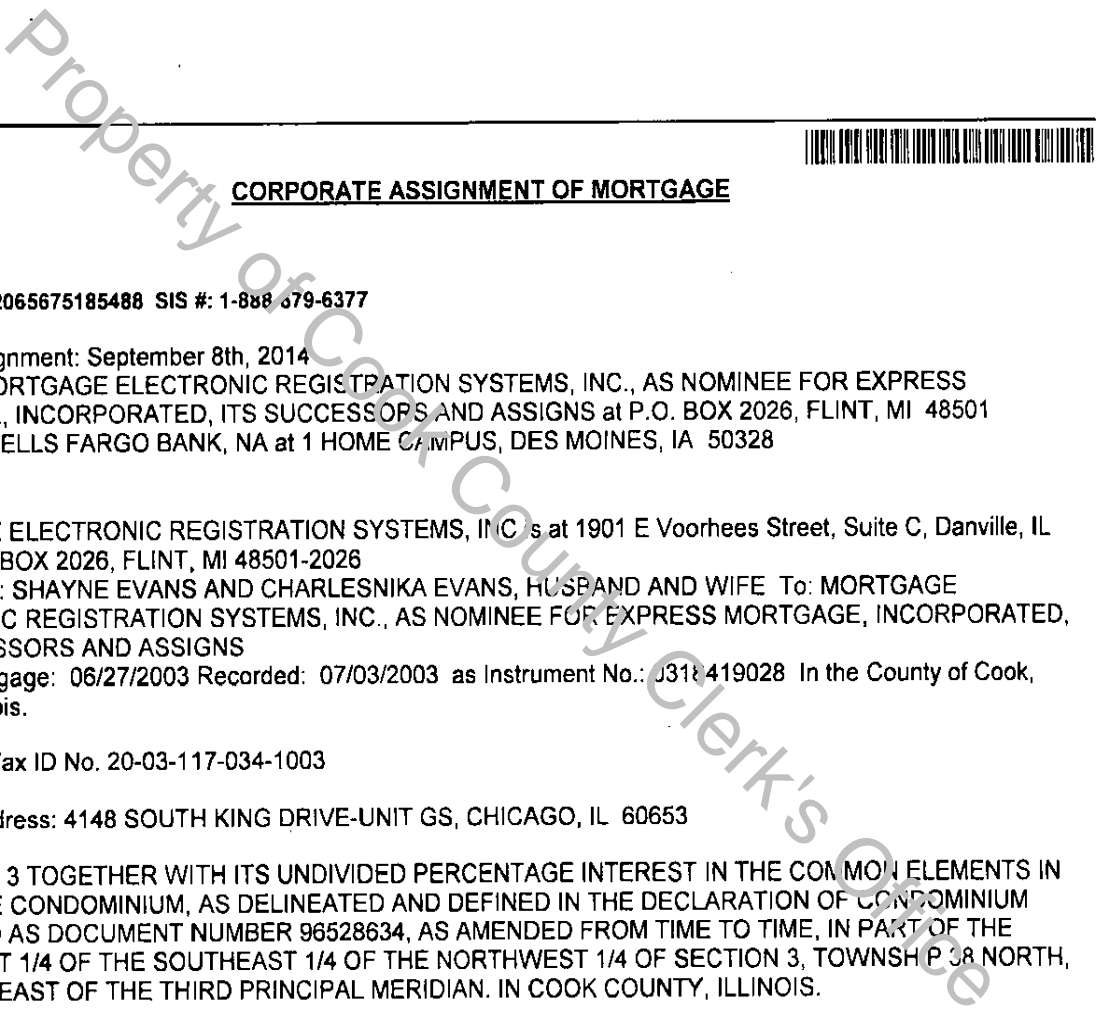 Property of Cook County Clerk's Office
CORPORATE ASSIGNMENT OF MORTGAGE
2065675185488 SIS #: 1-888 679-6377
gnment: September 8th, 2014
ORTGAGE ELECTRONIC REGISTRATION SYSTEMS, INC., AS NOMINEE FOR EXPRESS
, INCORPORATED, ITS SUCCESSORS AND ASSIGNS at P.O. BOX 2026, FLINT, MI 48501
ELLS FARGO BANK, NA at 1 HOME CAMPUS, DES MOINES, IA 50328
ELECTRONIC REGISTRATION SYSTEMS, INC. is at 1901 E Voorhees Street, Suite C, Danville, IL
BOX 2026, FLINT, MI 48501-2026
: SHAYNE EVANS AND CHARLESNIKA EVANS, HUSBAND AND WIFE To: MORTGAGE
C REGISTRATION SYSTEMS, INC., AS NOMINEE FOR EXPRESS MORTGAGE, INCORPORATED,
SSORS AND ASSIGNS
gage: 06/27/2003 Recorded: 07/03/2003 as Instrument No.: 0318419028 In the County of Cook,
is.
Tax ID No. 20-03-117-034-1003
dress: 4148 SOUTH KING DRIVE-UNIT GS, CHICAGO, IL 60653
3 TOGETHER WITH ITS UNDIVIDED PERCENTAGE INTEREST IN THE COMMON ELEMENTS IN
E CONDOMINIUM, AS DELINEATED AND DEFINED IN THE DECLARATION OF CONDOMINIUM
AS DOCUMENT NUMBER 96528634, AS AMENDED FROM TIME TO TIME, IN PART OF THE
T 1/4 OF THE SOUTHEAST 1/4 OF THE NORTHWEST 1/4 OF SECTION 3, TOWNSHIP 38 NORTH,
EAST OF THE THIRD PRINCIPAL MERIDIAN. IN COOK COUNTY, ILLINOIS.